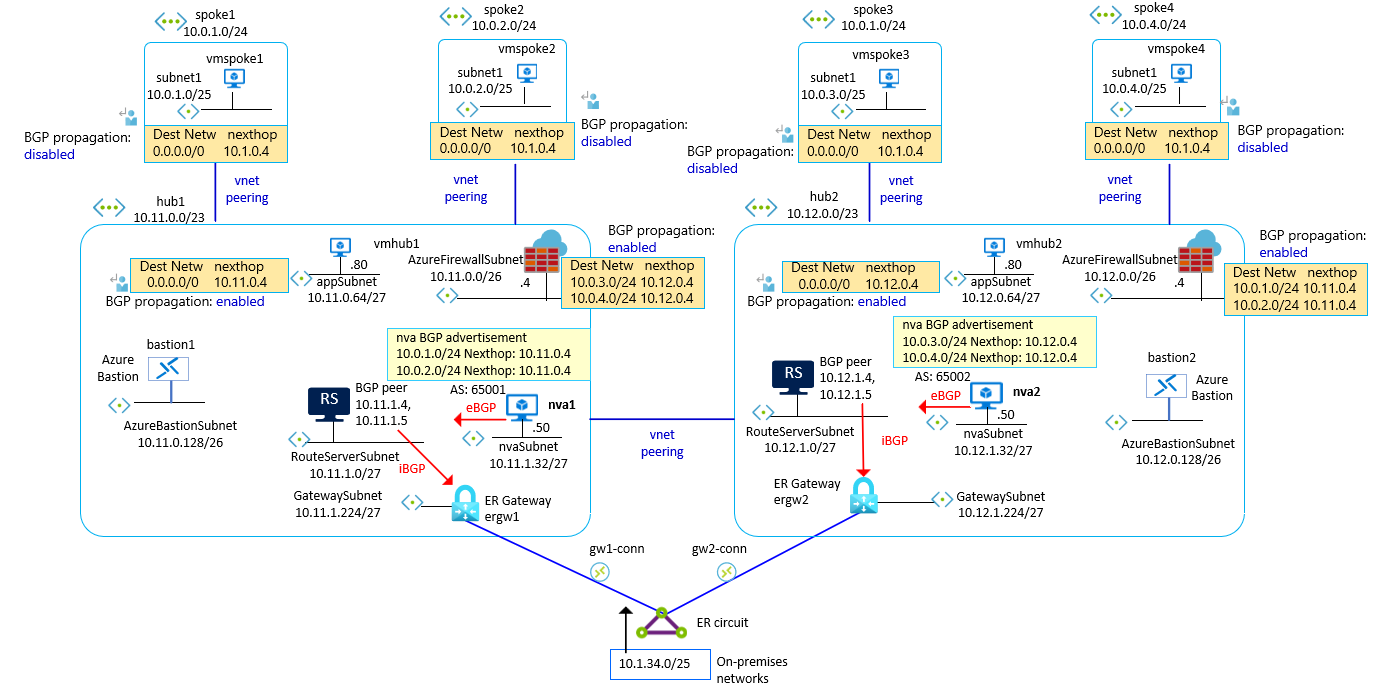 spoke1
10.0.1.0/24
vmspoke1
subnet1
10.0.1.0/25
BGP propagation:
disabled
Dest Netw nexthop
0.0.0.0/0 10.1.0.4
vnet
peering
spoke2
10.0.2.0/24
vmspoke2
subnet1
10.0.2.0/25
Dest Netw nexthop
0.0.0.0/0 10.1.0.4
BGP propagation:
disabled
vnet
peering
spoke3
10.0.1.0/24
vmspoke3
subnet1
10.0.3.0/25
BGP propagation:
disabled
Dest Netw nexthop
0.0.0.0/0 10.1.0.4
vnet
peering
spoke4
10.0.4.0/24
vmspoke4
subnet1
10.0.4.0/25
Dest Netw nexthop
0.0.0.0/0 10.1.0.4
BGP propagation:
disabled
vnet
peering
hub1
10.11.0.0/23
vmhub1
.80
appSubnet
10.11.0.64/27
Dest Netw nexthop
0.0.0.0/0 10.11.0.4
BGP propagation: enabled
AzureFirewallSubnet
10.11.0.0/26
.4
BGP propagation:
enabled
Dest Netw nexthop
10.0.3.0/24 10.12.0.4
10.0.4.0/24 10.12.0.4
nva BGP advertisement
10.0.1.0/24 Nexthop: 10.11.0.4
10.0.2.0/24 Nexthop: 10.11.0.4
bastion1
Azure
Bastion
AzureBastionSubnet
10.11.0.128/26
RS
BGP peer
10.11.1.4,
10.11.1.5
RouteServerSubnet
10.11.1.0/27
AS: 65001
eBGP
nva1
.50
nvaSubnet
10.11.1.32/27
iBGP
GatewaySubnet
10.11.1.224/27
ER Gateway
ergw1
vnet
peering
hub2
10.12.0.0/23
vmhub2
.80
appSubnet
10.12.0.64/27
Dest Netw nexthop
0.0.0.0/0 10.12.0.4
BGP propagation: enabled
AzureFirewallSubnet
10.12.0.0/26
.4
BGP propagation:
enabled
Dest Netw nexthop
10.0.1.0/24 10.11.0.4
10.0.2.0/24 10.11.0.4
nva BGP advertisement
10.0.3.0/24 Nexthop: 10.12.0.4
10.0.4.0/24 Nexthop: 10.12.0.4
RS
BGP peer
10.12.1.4,
10.12.1.5
RouteServerSubnet
10.12.1.0/27
AS: 65002
eBGP
nva2
.50
nvaSubnet
10.12.1.32/27
iBGP
bastion2
Azure
Bastion
AzureBastionSubnet
10.12.0.128/26
ER Gateway
ergw2
GatewaySubnet
10.12.1.224/27
gw1-conn
gw2-conn
ER circuit
10.1.34.0/25
On-premises
networks